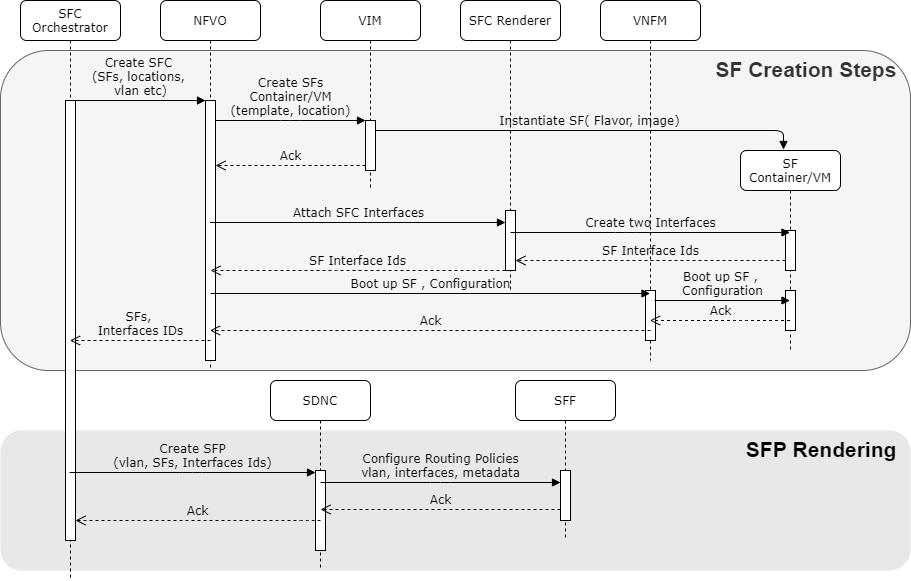 SFC
Orchestrator
NFVO
VIM
SFC Renderer
VNFM
SF Creation Steps
Create SFC
(SFs, locations,
vlan etc)
Create SFs
Container/VM
(template, location)
Instantiate SF( Flavor, image)
Ack
SF
Container/VM
Attach SFC Interfaces
Create two Interfaces
SF Interface Ids
SF Interface Ids
Boot up SF , Configuration
Boot up SF ,
Configuration
Ack
Ack
SFs,
Interfaces IDs
SDNC
SFF
SFP Rendering
Create SFP
(vlan, SFs, Interfaces Ids)
Configure Routing Policies
vlan, interfaces, metadata
Ack
Ack